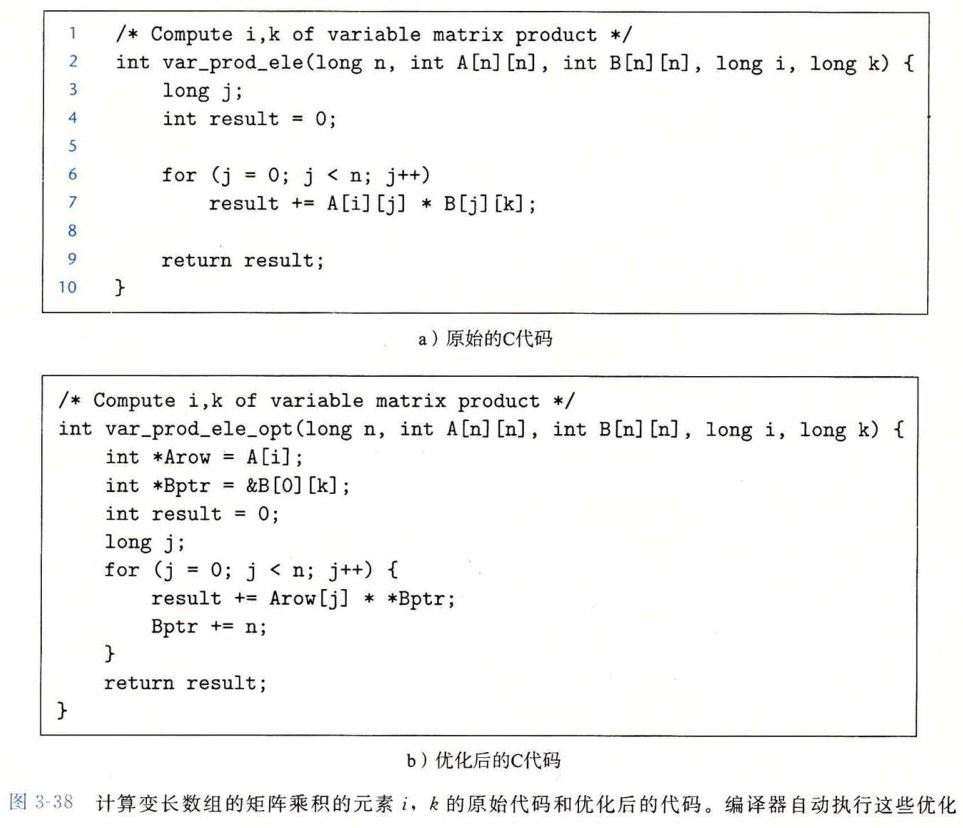 1 /* Compute i,k of variable matrix product */
2 int var_prod_ele(long n, int A[n][n], int B[n][n], long i, long k) {
3 long j;
4 int result = 0;
5
6 for (j = 0; j < n; j++)
7 result += A[i][j] * B[j][k];
8
9 return result;
10 }
a）原始的C代码
/* Compute i,k of variable matrix product */
int var_prod_ele_opt(long n, int A[n][n], int B[n][n], long i, long k) {
int *Arow = A[i];
int *Bptr = &B[0][k];
int result = 0;
long j;
for (j = 0; j < n; j++) {
result += Arow[j] * *Bptr;
Bptr += n;
}
return result;
}
b）优化后的C代码
图 3-38 计算变长数组的矩阵乘积的元素 i，k 的原始代码和优化后的代码。编译器自动执行这些优化